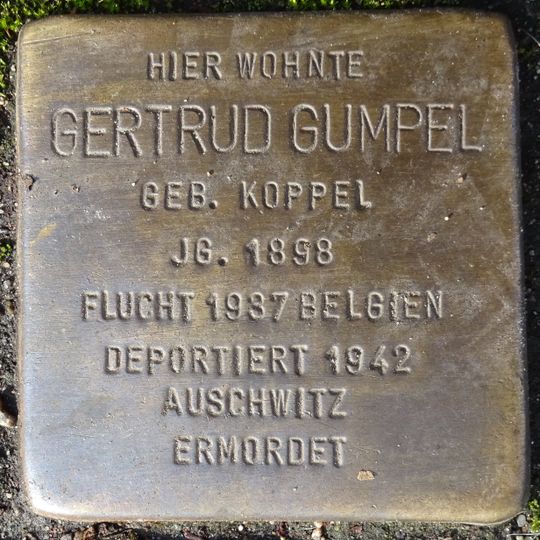 HIER WOHNTE
GERTRUD GUMPEL
GEB. KOPPEL
JG. 1898
FLUCHT 1937 BELGIEN
DEPORTIERT 1942
AUSCHWITZ
ERMORDET